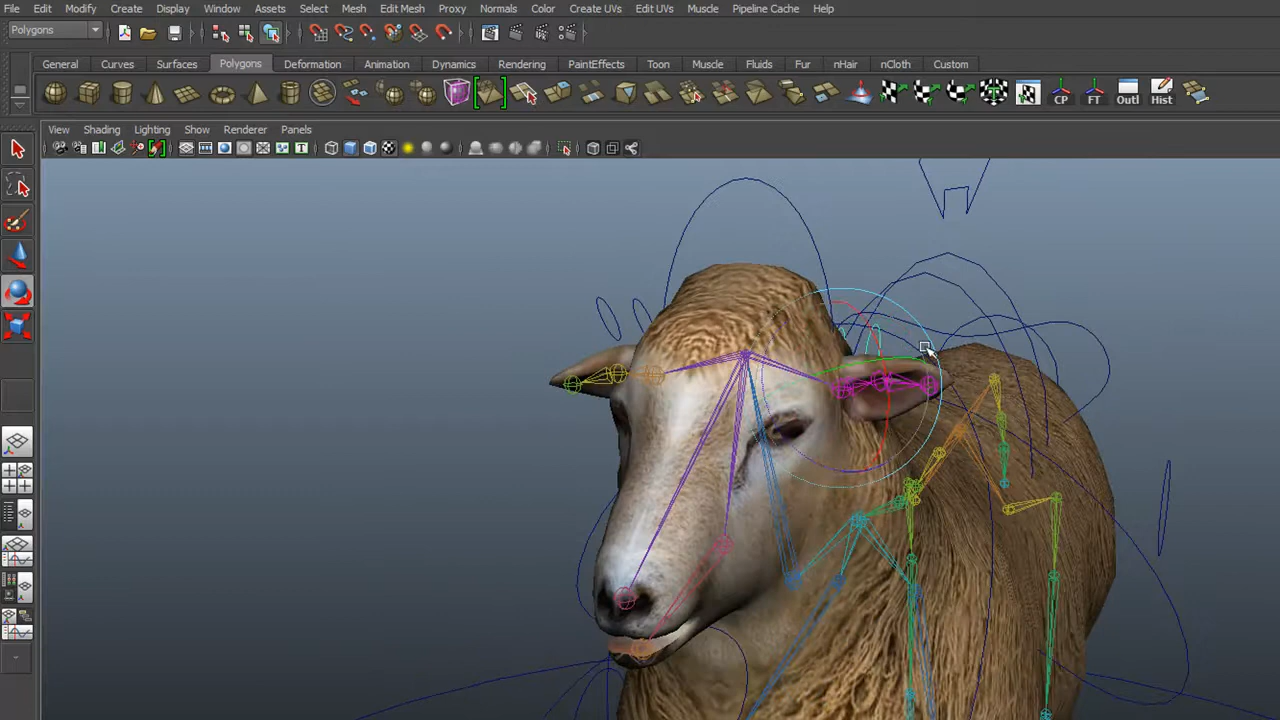 File Edit Modify Create Display Window Assets Select Mesh Edit Mesh Proxy Normals Color Create UVs Edit UVs Muscle Pipeline Cache Help
Polygons
General Curves Surfaces Polygons Deformation Animation Dynamics Rendering PaintEffects Toon Muscle Fluids Fur nHair nCloth Custom
CP FT Outl Hist
View Shading Lighting Show Renderer Panels